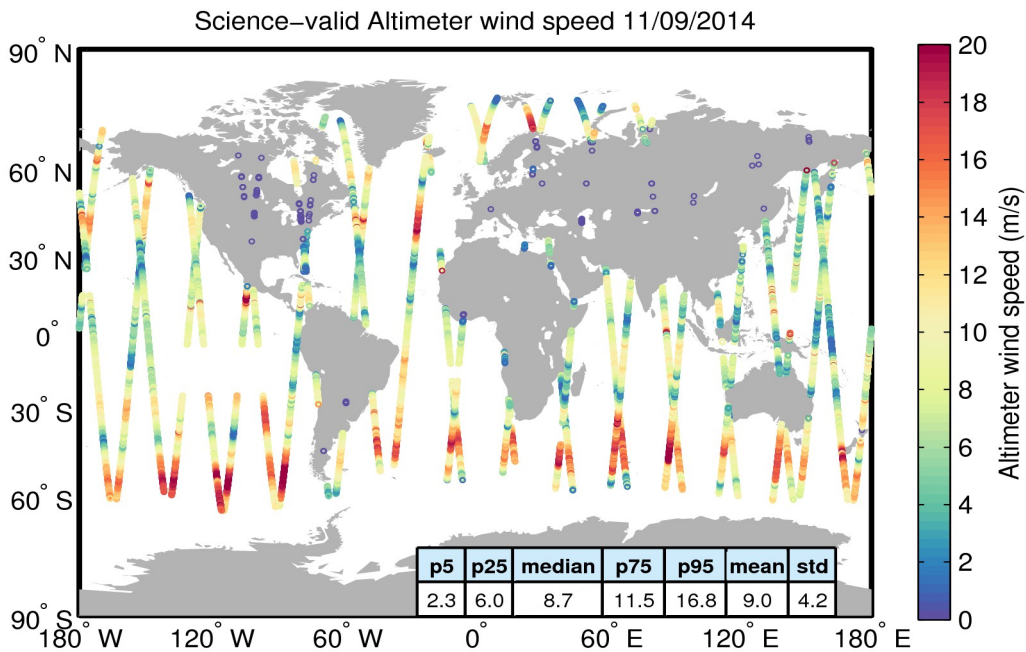 Science−valid Altimeter wind speed 11/09/2014
90° N
60° N
30° N
0°
30° S
60° S
90° S
180° W
120° W
60° W
0°
60° E
120° E
180° E
p5 p25 median p75 p95 mean std
2.3 6.0 8.7 11.5 16.8 9.0 4.2
20
18
16
14
12
10
8
6
4
2
0
Altimeter wind speed (m/s)